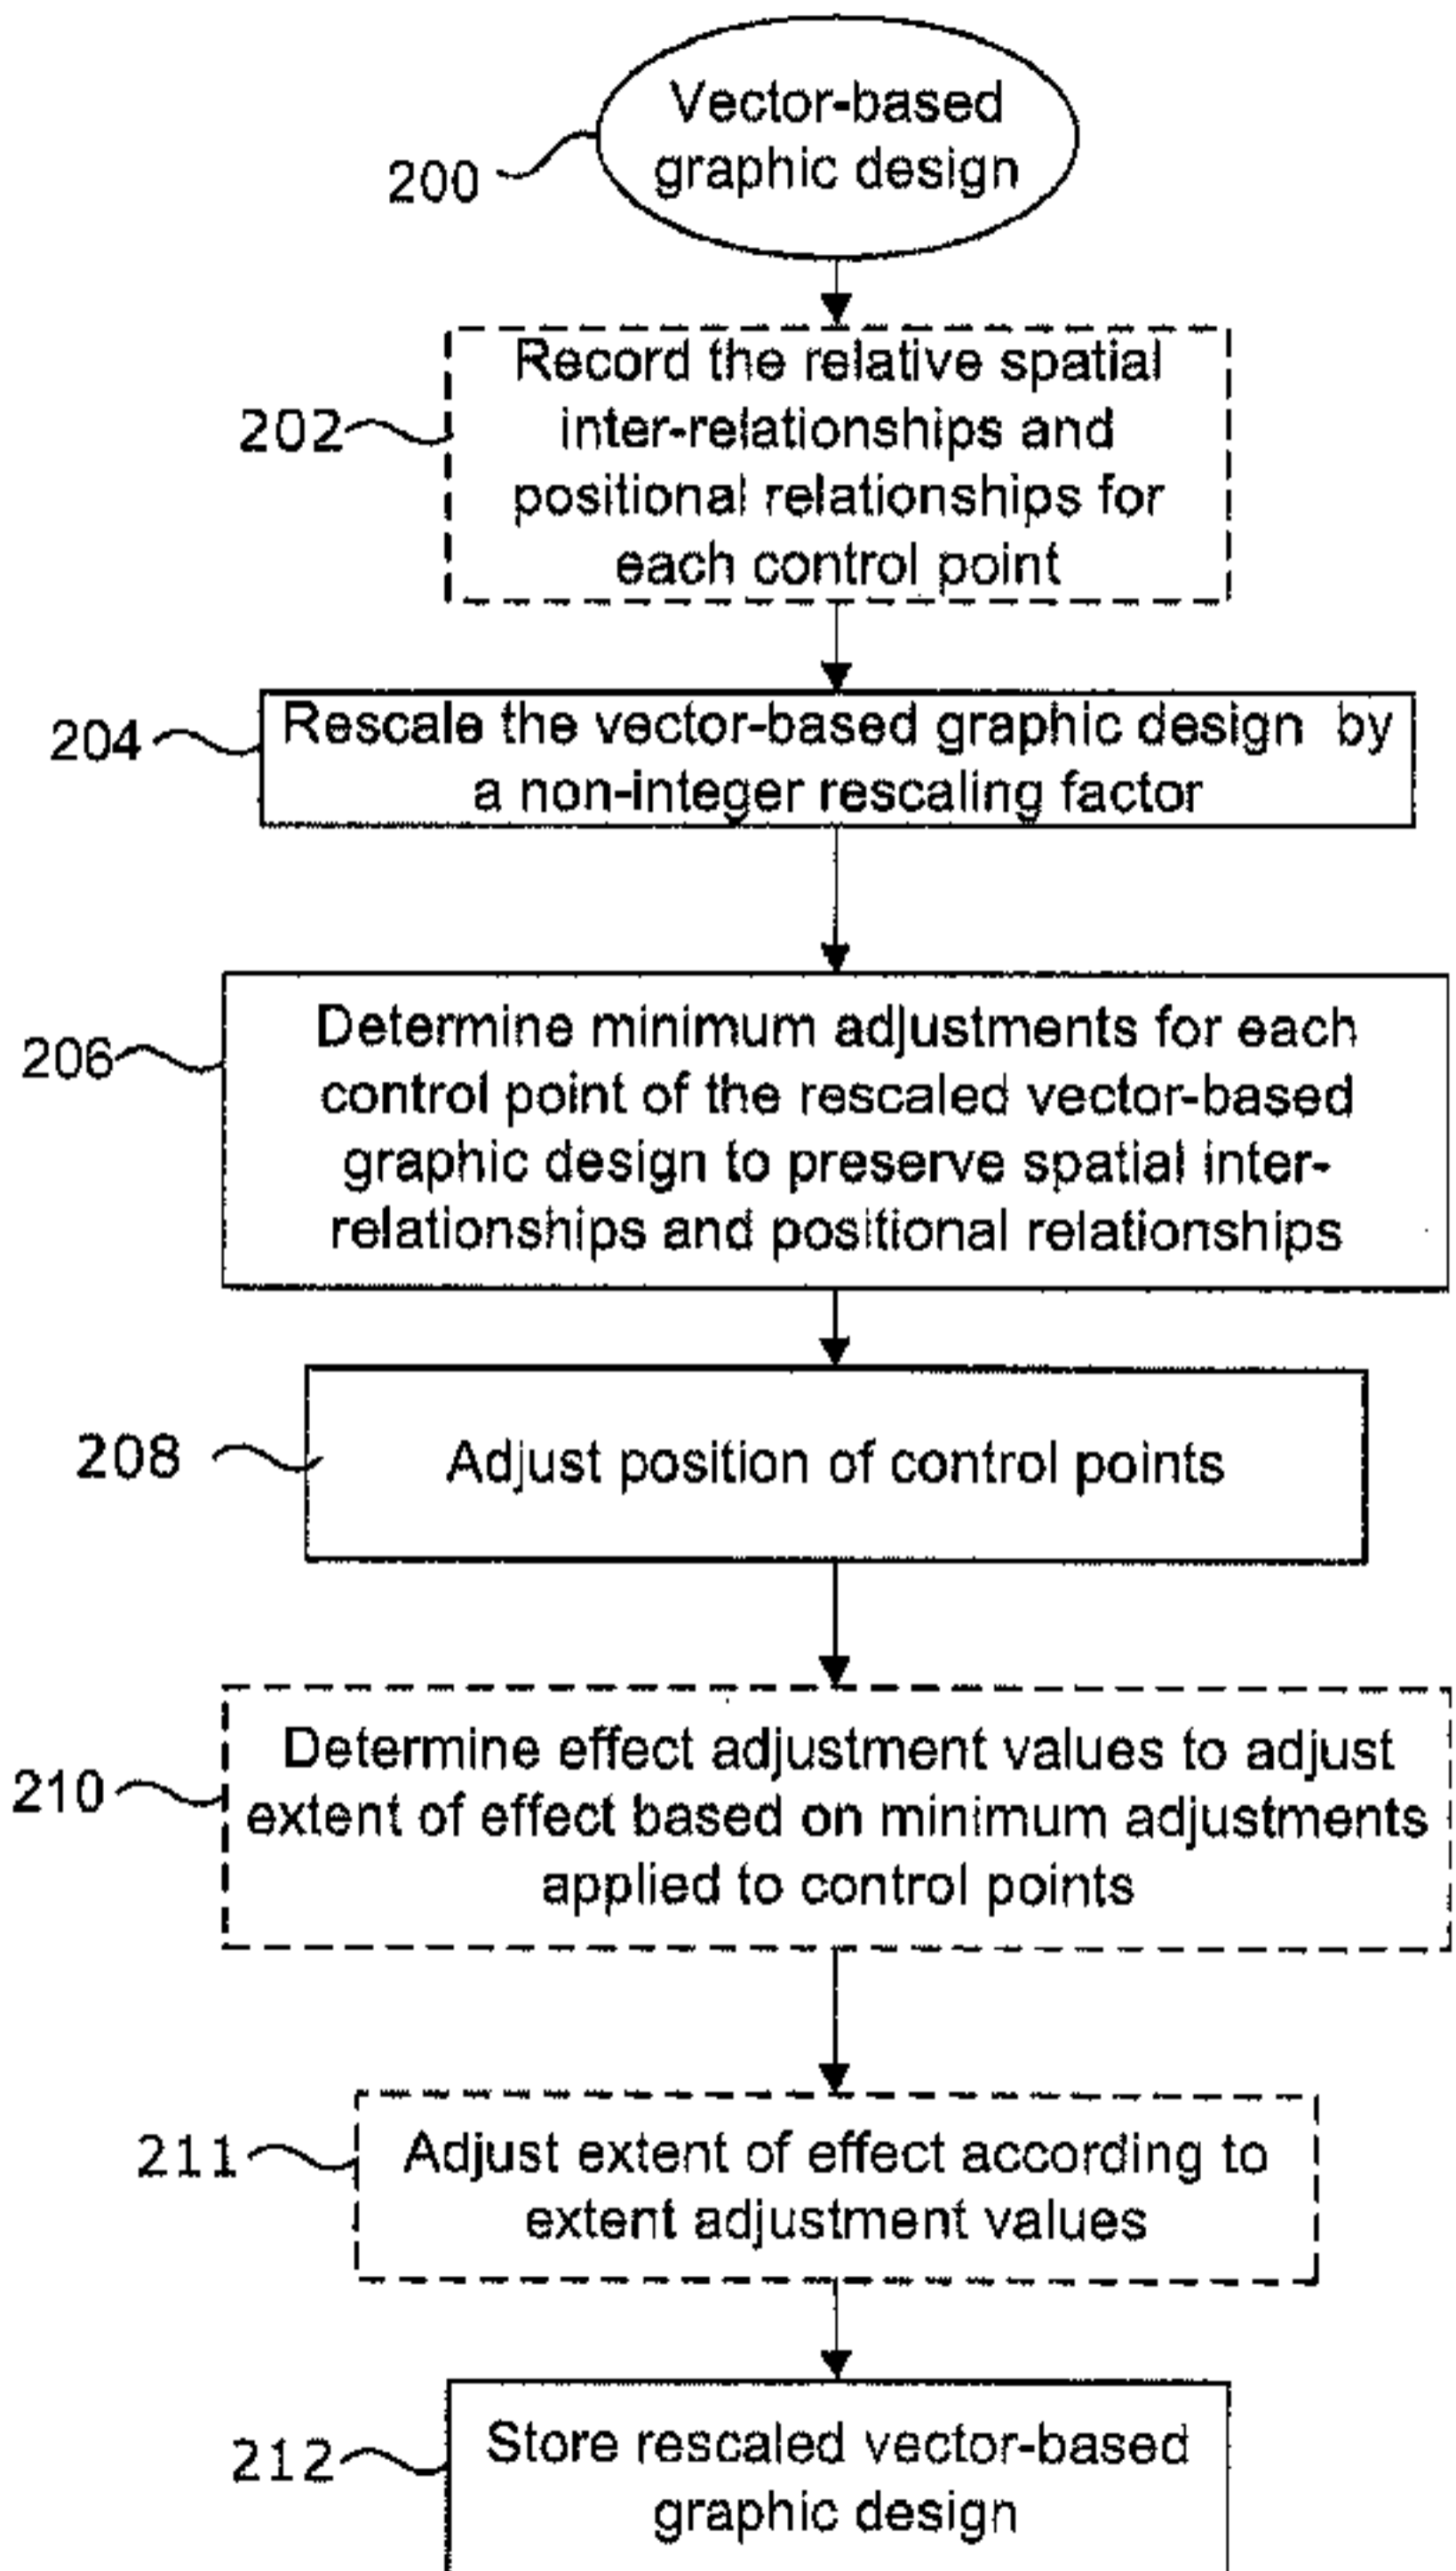 Vector-based
graphic design
200
Record the relative spatial
inter-relationships and
positional relationships for
each control point
202
Rescale the vector-based graphic design by
a non-integer rescaling factor
204
Determine minimum adjustments for each
control point of the rescaled vector-based
graphic design to preserve spatial inter-
relationships and positional relationships
206
Adjust position of control points
208
Determine effect adjustment values to adjust
extent of effect based on minimum adjustments
applied to control points
210
Adjust extent of effect according to
extent adjustment values
211
Store rescaled vector-based
graphic design
212